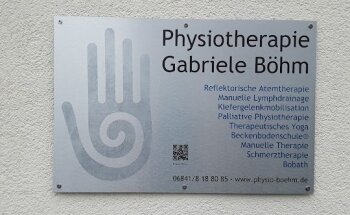 Physiotherapie
Gabriele Böhm
Reflektorische Atemtherapie
Manuelle Lymphdrainage
Kiefergelenkmobilisation
Palliative Physiotherapie
Therapeutisches Yoga
Beckenbodenschule®
Manuelle Therapie
Schmerztherapie
Bobath
06841/8 18 80 85 - www.physio-boehm.de